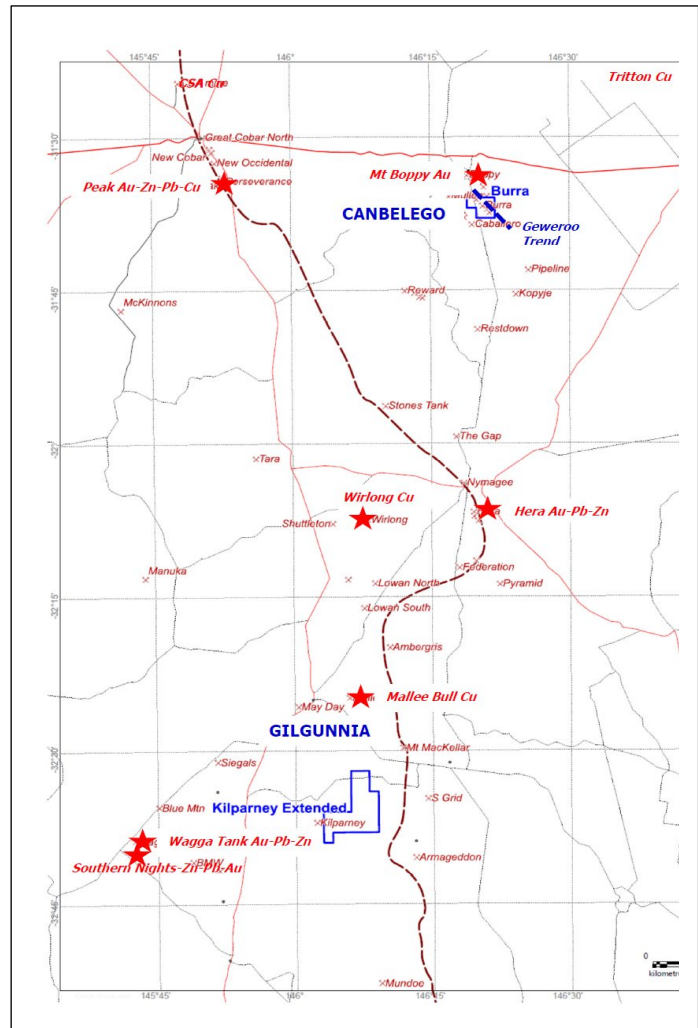 145°45'
146°
146°15'
146°30'
Tritton Cu
Great Cobar North
-31°30'
New Cobar
New Occidental
Perseverance
Peak Au-Zn-Pb-Cu
Mt Boppy Au
Burra
Burra
CANBELEGO
Caballero
Geweroo
Trend
Pipeline
-31°45'
Reward
Kopyje
McKinnons
Restdown
Stones Tank
The Gap
-32°
Tara
Nymagee
Wirlong Cu
Hera Au-Pb-Zn
Shuttleton
Wirlong
Manuka
Federation
Lowan North
Pyramid
-32°15'
Lowan South
Ambergris
Mallee Bull Cu
May Day
GILGUNNIA
Mt MacKellar
-32°30'
Siegals
Kilparney Extended
S Grid
Blue Mtn
Kilparney
Wagga Tank Au-Pb-Zn
Southern Nights-Zn-Pb-Au
BMW
Armageddon
-32°45'
0
kilometre
Mundoe
145°45'
146°
146°15'
146°30'